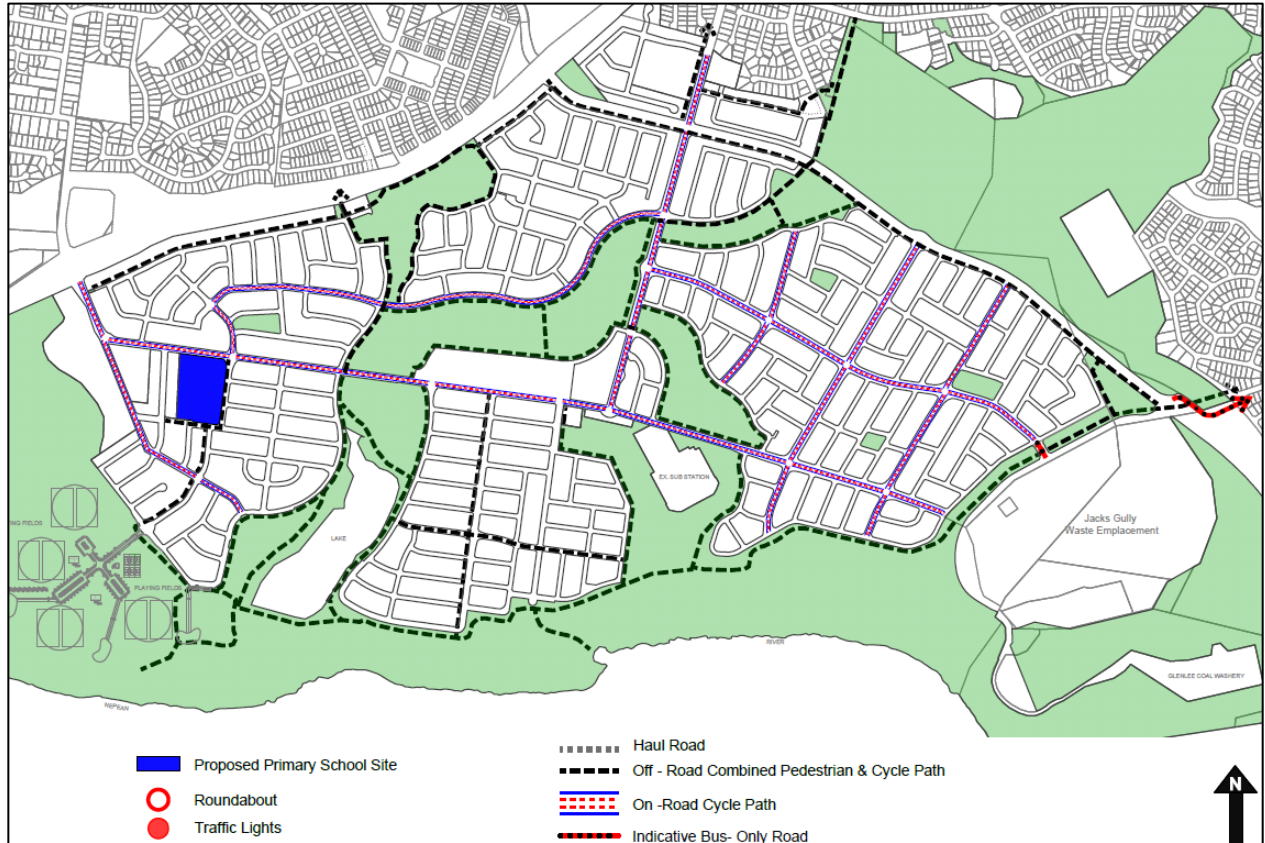 EX. SUB STATION
Jacks Gully
Waste Emplacement
ING FIELDS
LAKE
PLAYING FIELDS
RIVER
GLENLEE COAL WASHERY
NEPEAN
Proposed Primary School Site
Roundabout
Traffic Lights
Haul Road
Off - Road Combined Pedestrian & Cycle Path
On -Road Cycle Path
Indicative Bus- Only Road
N